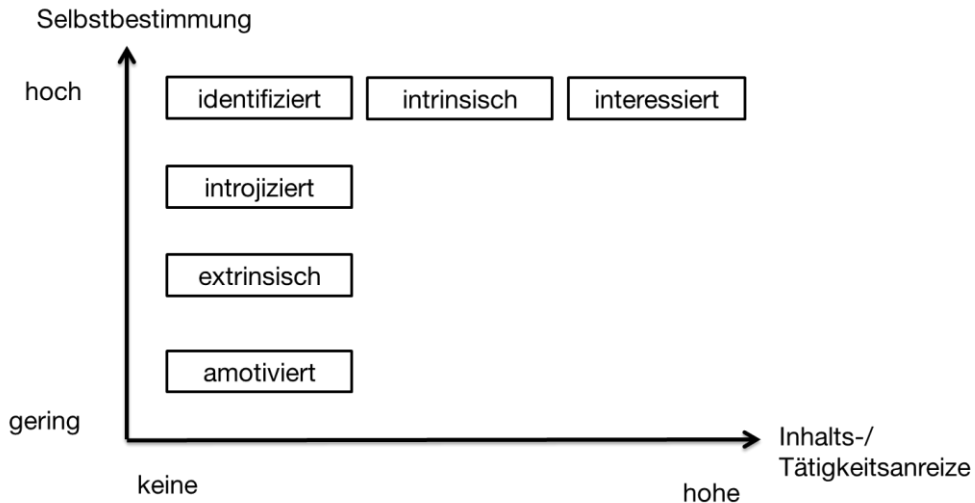 Selbstbestimmung
hoch
identifiziert
intrinsisch
interessiert
introjiziert
extrinsisch
amotiviert
gering
keine
hohe
Inhalts-/
Tätigkeitsanreize